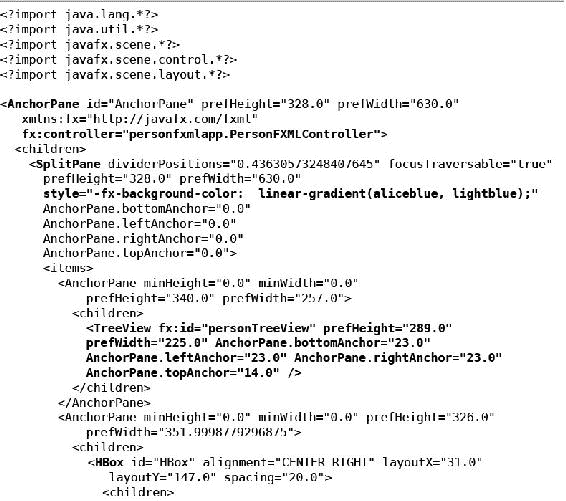 <?import java.lang.*?>
<?import java.util.*?>
<?import javafx.scene.*?>
<?import javafx.scene.control.*?>
<?import javafx.scene.layout.*?>
<AnchorPane id="AnchorPane" prefHeight="328.0" prefWidth="630.0"
xmlns:fx="http://javafx.com/fxml"
fx:controller="personfxmlapp.PersonFXMLController">
<children>
<SplitPane dividerPositions="0.43630573248407645" focusTraversable="true"
prefHeight="328.0" prefWidth="630.0"
style="-fx-background-color:  linear-gradient(aliceblue, lightblue);"
AnchorPane.bottomAnchor="0.0"
AnchorPane.leftAnchor="0.0"
AnchorPane.rightAnchor="0.0"
AnchorPane.topAnchor="0.0">
<items>
<AnchorPane minHeight="0.0" minWidth="0.0"
prefHeight="340.0" prefWidth="257.0">
<children>
<TreeView fx:id="personTreeView" prefHeight="289.0"
prefWidth="225.0" AnchorPane.bottomAnchor="23.0"
AnchorPane.leftAnchor="23.0" AnchorPane.rightAnchor="23.0"
AnchorPane.topAnchor="14.0" />
</children>
</AnchorPane>
<AnchorPane minHeight="0.0" minWidth="0.0" prefHeight="326.0"
prefWidth="351.9998779296875">
<children>
<HBox id="HBox" alignment="CENTER_RIGHT" layoutX="31.0"
layoutY="147.0" spacing="20.0">
<children>